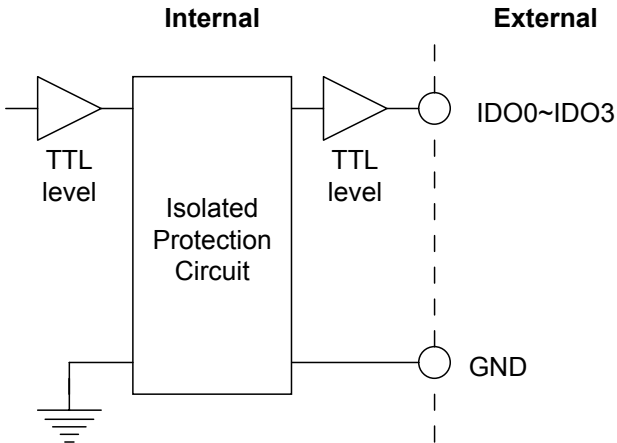 Internal
External
IDO0~IDO3
TTL
level
TTL
level
Isolated
Protection
Circuit
GND